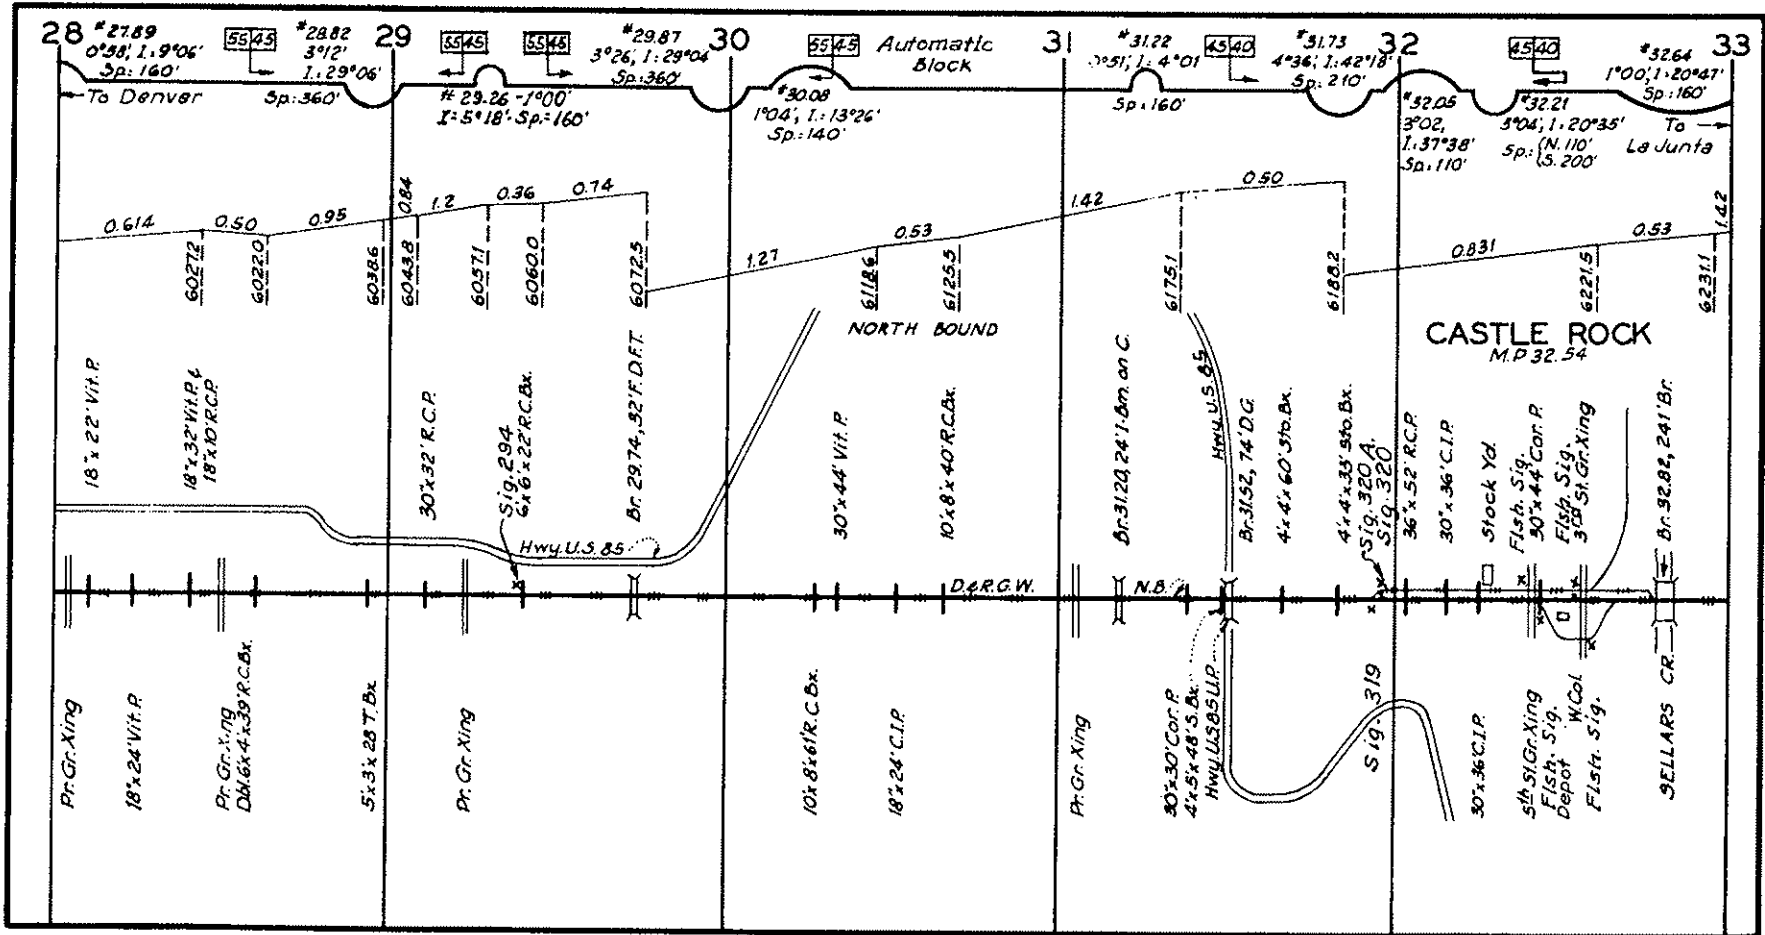 28
#27.89
0°58', I.: 9°06'
Sp.: 160'
55 45
#28.82
3°12'
I.: 29°06'
Sp.: 360'
29
55 45
#29.26 - 1°00'
I = 5°18' - Sp. = 160'
55 45
#29.87
3°26', I.: 29°04'
Sp.: 360'
30
#30.08
1°04', I.: 13°26'
Sp.: 140'
55 45
Automatic
Block
31
#31.22
I.: 4°01
Sp.: 160'
45 40
#31.73
4°36', I.: 42°18'
Sp.: 210'
32
#32.05
3°02,
I.: 37°38'
Sp.: 110'
45 40
#32.21
3°04', I.: 20°35'
Sp.: {N. 110'
S. 200'
#32.64
1°00', I.: 20°47'
Sp.: 160'
33
To Denver
To
La Junta
0.614
0.50
0.95
0.84
1.2
0.36
0.74
1.27
0.53
1.42
0.50
0.831
0.53
1.42
6027.2
6022.0
6038.6
6043.8
6057.1
6060.0
6072.5
6118.6
6125.5
6175.1
6188.2
6221.5
6231.1
NORTH BOUND
CASTLE ROCK
M.P 32.54
18" x 22' Vit. P.
18" x 32' Vit. P. &
18" x 10' R.C.P.
30" x 32' R.C.P.
Sig. 294
6' x 6' x 22' R.C. Bx.
Br. 29.74, 32' F.D.F.T.
30" x 44' Vit. P.
10' x 8' x 40' R.C. Bx.
Br. 31.20, 24' I-Bm. on C.
Hwy. U.S. 85
Br. 31.52, 74' D.G.
4' x 4' x 60' Sto. Bx.
4' x 4' x 33' Sto. Bx.
Sig. 320 A.
Sig. 320
36" x 52' R.C.P.
30" x 36' C.I.P.
Stock Yd.
Flsh. Sig.
30" x 44' Cor. P.
Flsh. Sig.
3rd St. Gr. Xing
Br. 32.82, 241' Br.
Hwy. U.S. 85
D. & R. G. W.
N.B.
Pr. Gr. Xing
18" x 24' Vit. P.
Pr. Gr. Xing
Dbl. 6' x 4' x 39' R.C. Bx.
5' x 3' x 28' T. Bx.
Pr. Gr. Xing
10' x 8' x 61' R.C. Bx.
18" x 24' C.I.P.
Pr. Gr. Xing
30" x 30' Cor. P.
4' x 5' x 48' S. Bx.
Hwy U.S. 85 U.P.
Sig. 319
30" x 36' C.I.P.
5th St. Gr. Xing
Flsh. Sig.
Depot
W. Col.
Flsh. Sig.
SELLARS CR.